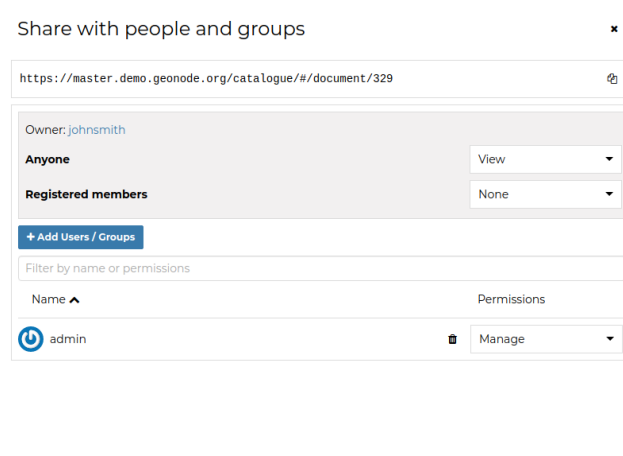 Share with people and groups
https://master.demo.geonode.org/catalogue/#/document/329
Owner: johnsmith
Anyone View
Registered members None
+ Add Users / Groups
Filter by name or permissions
Name Permissions
admin Manage